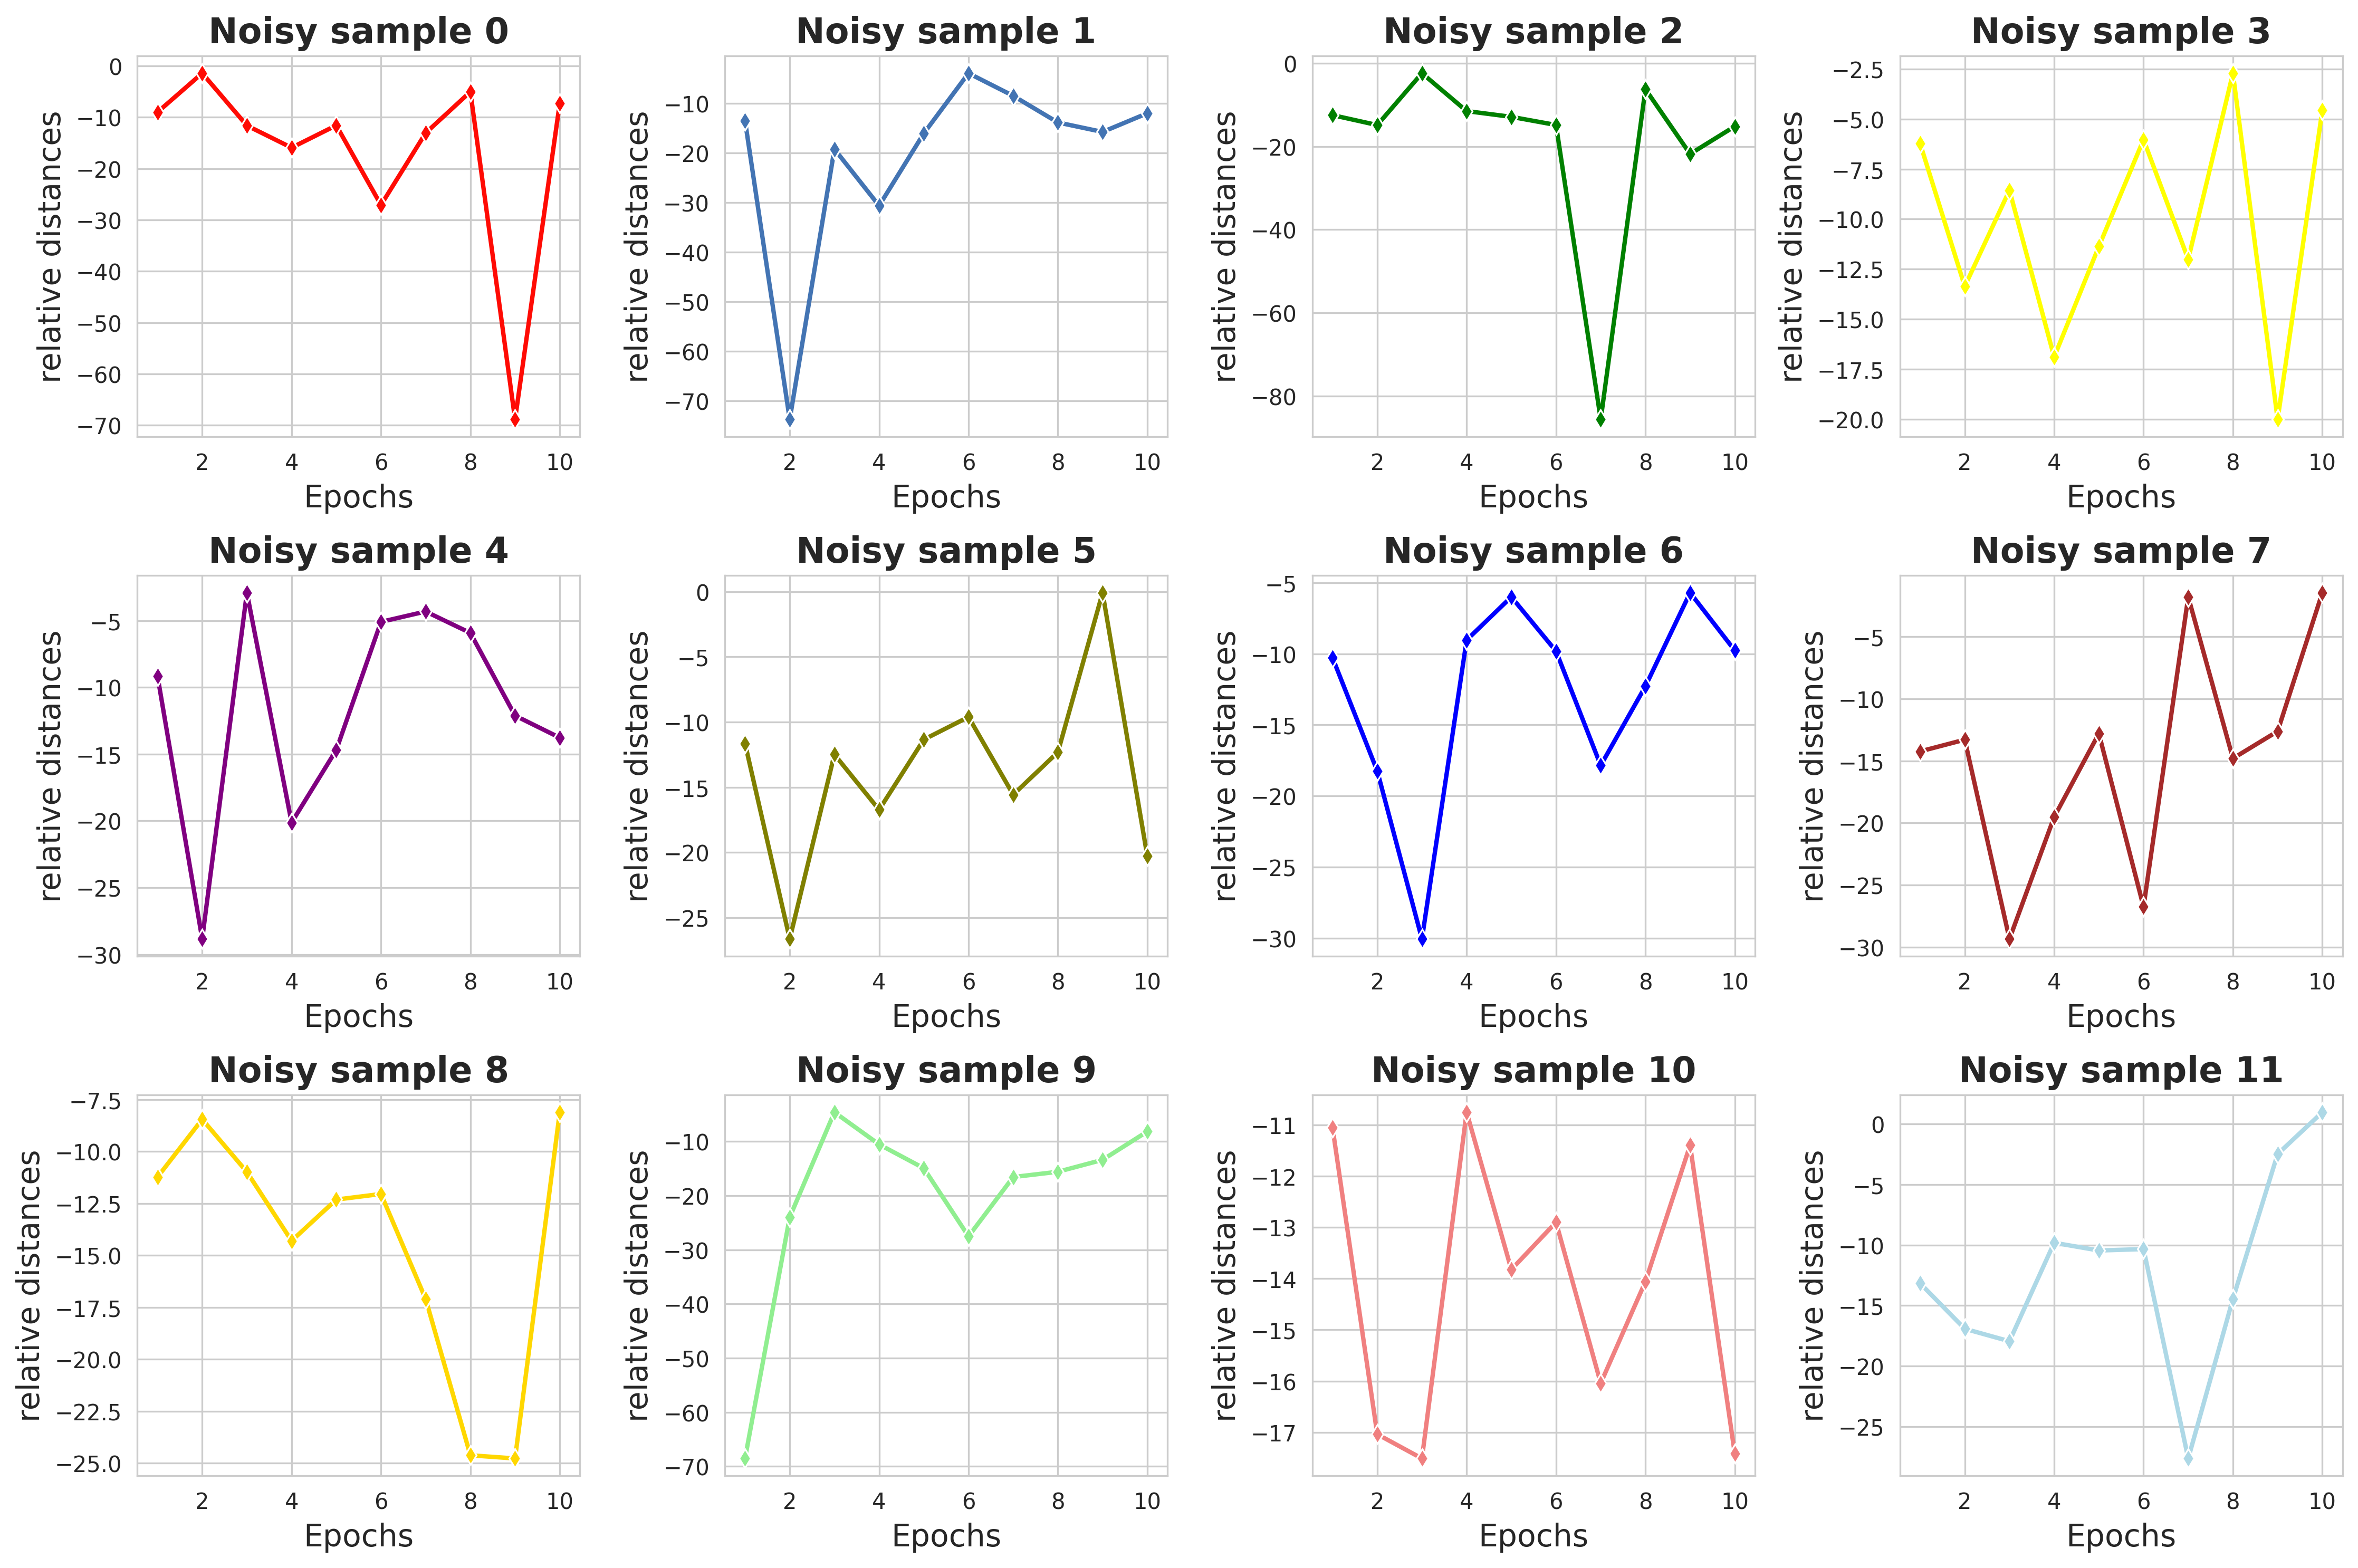 Noisy sample 0
0
−10
−20
−30
−40
−50
−60
−70
relative distances
2 4 6 8 10
Epochs
Noisy sample 1
−10
−20
−30
−40
−50
−60
−70
relative distances
2 4 6 8 10
Epochs
Noisy sample 2
0
−20
−40
−60
−80
relative distances
2 4 6 8 10
Epochs
Noisy sample 3
−2.5
−5.0
−7.5
−10.0
−12.5
−15.0
−17.5
−20.0
relative distances
2 4 6 8 10
Epochs
Noisy sample 4
−5
−10
−15
−20
−25
−30
relative distances
2 4 6 8 10
Epochs
Noisy sample 5
0
−5
−10
−15
−20
−25
relative distances
2 4 6 8 10
Epochs
Noisy sample 6
−5
−10
−15
−20
−25
−30
relative distances
2 4 6 8 10
Epochs
Noisy sample 7
−5
−10
−15
−20
−25
−30
relative distances
2 4 6 8 10
Epochs
Noisy sample 8
−7.5
−10.0
−12.5
−15.0
−17.5
−20.0
−22.5
−25.0
relative distances
2 4 6 8 10
Epochs
Noisy sample 9
−10
−20
−30
−40
−50
−60
−70
relative distances
2 4 6 8 10
Epochs
Noisy sample 10
−11
−12
−13
−14
−15
−16
−17
relative distances
2 4 6 8 10
Epochs
Noisy sample 11
0
−5
−10
−15
−20
−25
relative distances
2 4 6 8 10
Epochs